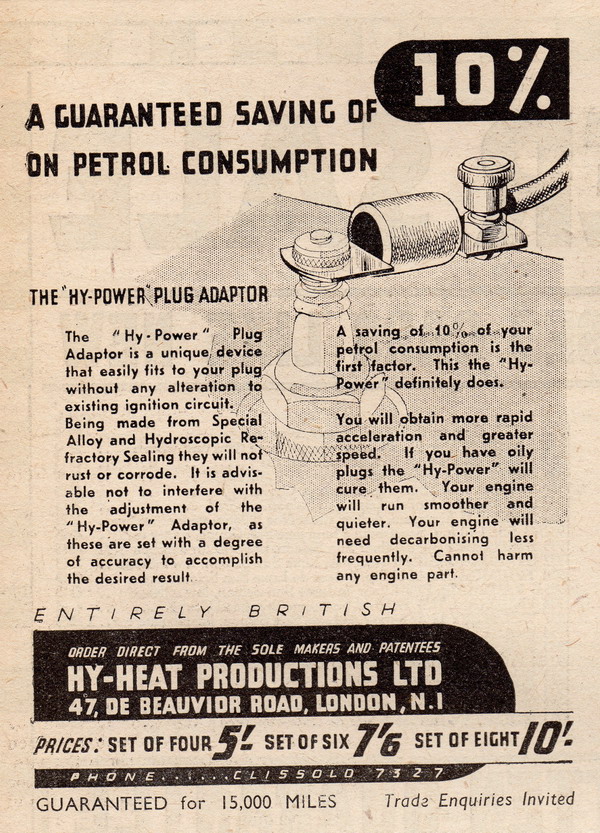 10%
A GUARANTEED SAVING OF
ON PETROL CONSUMPTION
THE "HY-POWER" PLUG ADAPTOR
The "Hy-Power" Plug
Adaptor is a unique device
that easily fits to your plug
without any alteration to
existing ignition circuit.
Being made from Special
Alloy and Hydroscopic Re-
fractory Sealing they will not
rust or corrode. It is advis-
able not to interfere with
the adjustment of the
"Hy-Power" Adaptor, as
these are set with a degree
of accuracy to accomplish
the desired result.
A saving of 10% of your
petrol consumption is the
first factor. This the "Hy-
Power" definitely does.
You will obtain more rapid
acceleration and greater
speed. If you have oily
plugs the "Hy-Power" will
cure them. Your engine
will run smoother and
quieter. Your engine will
need decarbonising less
frequently. Cannot harm
any engine part.
ENTIRELY BRITISH
ORDER DIRECT FROM THE SOLE MAKERS AND PATENTEES
HY-HEAT PRODUCTIONS LTD
47, DE BEAUVIOR ROAD, LONDON, N.1
PRICES: SET OF FOUR 5/- SET OF SIX 7/6 SET OF EIGHT 10/-
PHONE......CLISSOLD 7327
GUARANTEED for 15,000 MILES Trade Enquiries Invited